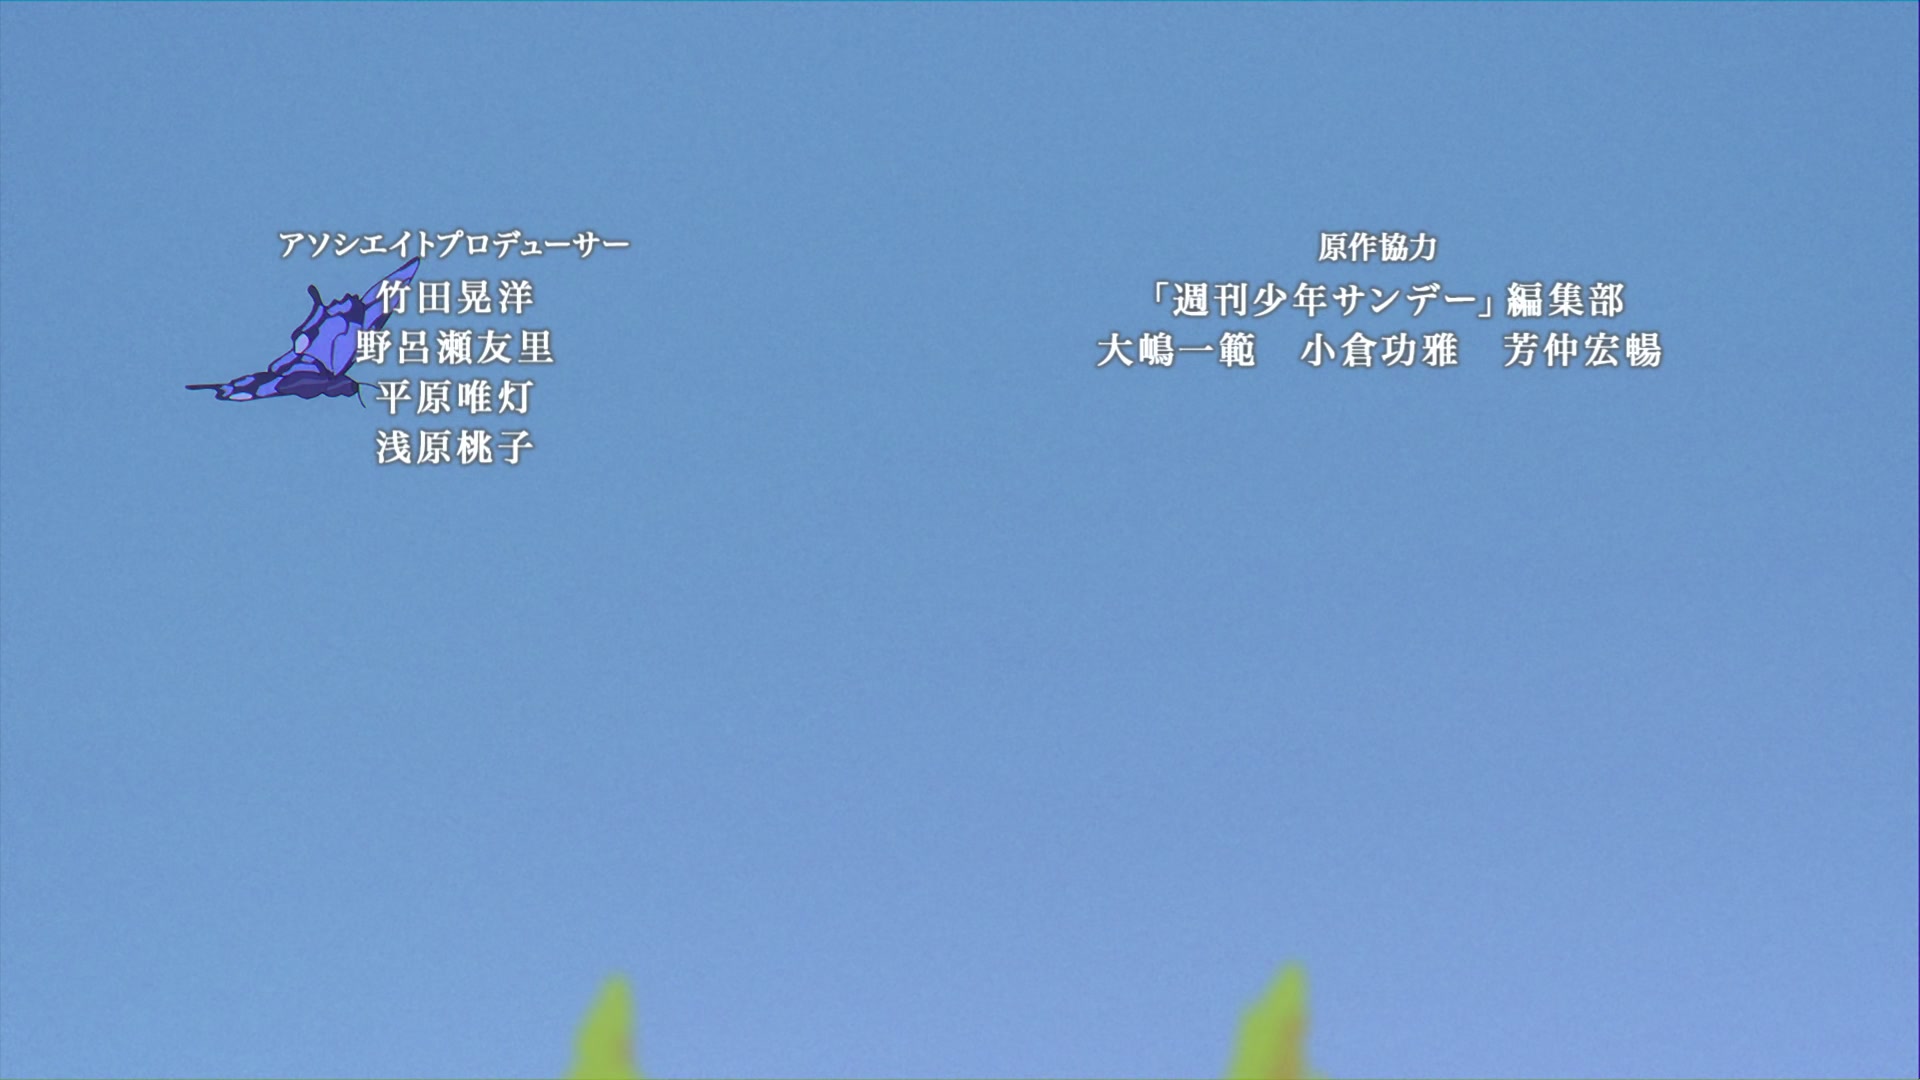 アソシエイトプロデューサー
竹田晃洋
野呂瀬友里
平原唯灯
浅原桃子
原作協力
「週刊少年サンデー」編集部
大嶋一範　小倉功雅　芳仲宏暢